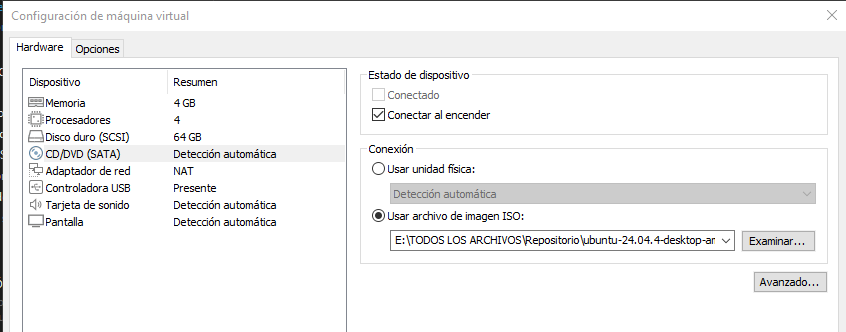 Configuración de máquina virtual
Hardware Opciones
Dispositivo Resumen
Memoria 4 GB
Procesadores 4
Disco duro (SCSI) 64 GB
CD/DVD (SATA) Detección automática
Adaptador de red NAT
Controladora USB Presente
Tarjeta de sonido Detección automática
Pantalla Detección automática
Estado de dispositivo
Conectado
Conectar al encender
Conexión
Usar unidad física:
Detección automática
Usar archivo de imagen ISO:
E:\TODOS LOS ARCHIVOS\Repositorio\ubuntu-24.04.4-desktop-ar
Examinar...
Avanzado...